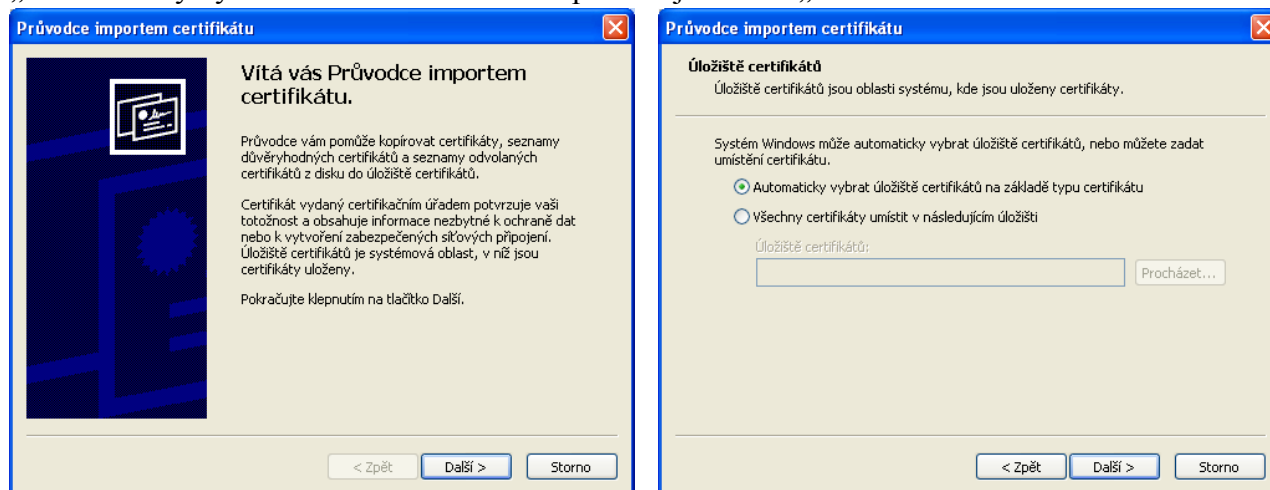 Průvodce importem certifikátu
Vítá vás Průvodce importem
certifikátu.
Průvodce vám pomůže kopírovat certifikáty, seznamy
důvěryhodných certifikátů a seznamy odvolaných
certifikátů z disku do úložiště certifikátů.
Certifikát vydaný certifikačním úřadem potvrzuje vaši
totožnost a obsahuje informace nezbytné k ochraně dat
nebo k vytvoření zabezpečených síťových připojení.
Úložiště certifikátů je systémová oblast, v níž jsou
certifikáty uloženy.
Pokračujte klepnutím na tlačítko Další.
< Zpět
Další >
Storno
Průvodce importem certifikátu
Úložiště certifikátů
Úložiště certifikátů jsou oblasti systému, kde jsou uloženy certifikáty.
Systém Windows může automaticky vybrat úložiště certifikátů, nebo můžete zadat
umístění certifikátu.
Automaticky vybrat úložiště certifikátů na základě typu certifikátu
Všechny certifikáty umístit v následujícím úložišti
Úložiště certifikátů:
Procházet...
< Zpět
Další >
Storno